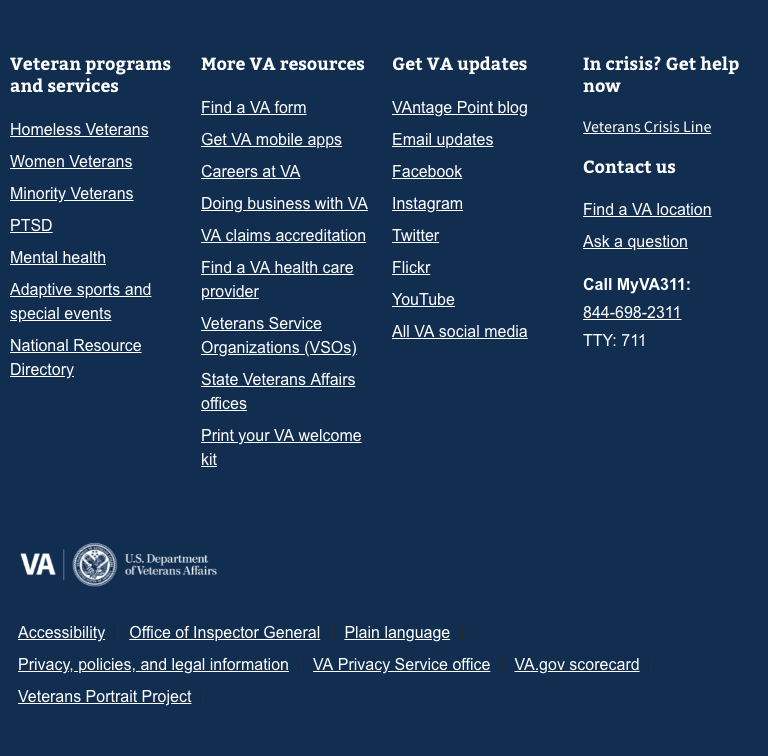 Veteran programs
and services
Homeless Veterans
Women Veterans
Minority Veterans
PTSD
Mental health
Adaptive sports and
special events
National Resource
Directory
More VA resources
Find a VA form
Get VA mobile apps
Careers at VA
Doing business with VA
VA claims accreditation
Find a VA health care
provider
Veterans Service
Organizations (VSOs)
State Veterans Affairs
offices
Print your VA welcome
kit
Get VA updates
VAntage Point blog
Email updates
Facebook
Instagram
Twitter
Flickr
YouTube
All VA social media
In crisis? Get help
now
Veterans Crisis Line
Contact us
Find a VA location
Ask a question
Call MyVA311:
844-698-2311
TTY: 711
VA
U.S. Department
of Veterans Affairs
Accessibility Office of Inspector General Plain language
Privacy, policies, and legal information VA Privacy Service office VA.gov scorecard
Veterans Portrait Project